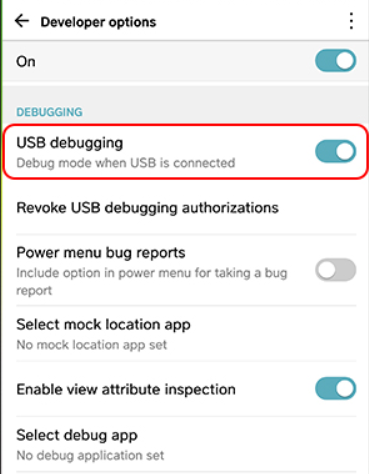 Developer options
On
DEBUGGING
USB debugging
Debug mode when USB is connected
Revoke USB debugging authorizations
Power menu bug reports
Include option in power menu for taking a bug
report
Select mock location app
No mock location app set
Enable view attribute inspection
Select debug app
No debug application set